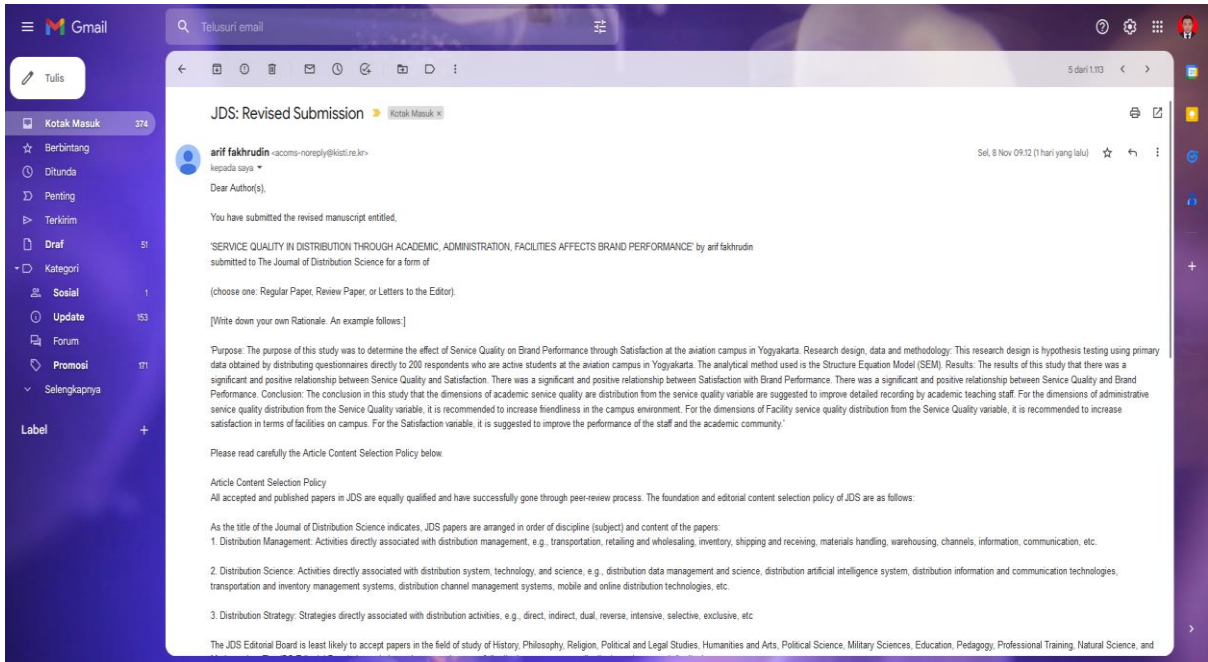 Gmail
Telusuri email
Tulis
5 dari 1.113
Kotak Masuk 374
Berbintang
Ditunda
Penting
Terkirim
Draf 51
Kategori
Sosial 1
Update 153
Forum
Promosi 171
Selengkapnya
Label
JDS: Revised Submission Kotak Masuk ×
arif fakhrudin <acoms-noreply@kisti.re.kr> Sel, 8 Nov 09.12 (1 hari yang lalu)
kepada saya
Dear Author(s),
You have submitted the revised manuscript entitled,
'SERVICE QUALITY IN DISTRIBUTION THROUGH ACADEMIC, ADMINISTRATION, FACILITIES AFFECTS BRAND PERFORMANCE' by arif fakhrudin
submitted to The Journal of Distribution Science for a form of
(choose one: Regular Paper, Review Paper, or Letters to the Editor).
[Write down your own Rationale. An example follows:]
'Purpose: The purpose of this study was to determine the effect of Service Quality on Brand Performance through Satisfaction at the aviation campus in Yogyakarta. Research design, data and methodology: This research design is hypothesis testing using primary
data obtained by distributing questionnaires directly to 200 respondents who are active students at the aviation campus in Yogyakarta. The analytical method used is the Structure Equation Model (SEM). Results: The results of this study that there was a
significant and positive relationship between Service Quality and Satisfaction. There was a significant and positive relationship between Satisfaction with Brand Performance. There was a significant and positive relationship between Service Quality and Brand
Performance. Conclusion: The conclusion in this study that the dimensions of academic service quality are distribution from the service quality variable are suggested to improve detailed recording by academic teaching staff. For the dimensions of administrative
service quality distribution from the Service Quality variable, it is recommended to increase friendliness in the campus environment. For the dimensions of Facility service quality distribution from the Service Quality variable, it is recommended to increase
satisfaction in terms of facilities on campus. For the Satisfaction variable, it is suggested to improve the performance of the staff and the academic community.'
Please read carefully the Article Content Selection Policy below.
Article Content Selection Policy
All accepted and published papers in JDS are equally qualified and have successfully gone through peer-review process. The foundation and editorial content selection policy of JDS are as follows:
As the title of the Journal of Distribution Science indicates, JDS papers are arranged in order of discipline (subject) and content of the papers:
1. Distribution Management: Activities directly associated with distribution management, e.g., transportation, retailing and wholesaling, inventory, shipping and receiving, materials handling, warehousing, channels, information, communication, etc.
2. Distribution Science: Activities directly associated with distribution system, technology, and science, e.g., distribution data management and science, distribution artificial intelligence system, distribution information and communication technologies,
transportation and inventory management systems, distribution channel management systems, mobile and online distribution technologies, etc.
3. Distribution Strategy: Strategies directly associated with distribution activities, e.g., direct, indirect, dual, reverse, intensive, selective, exclusive, etc
The JDS Editorial Board is least likely to accept papers in the field of study of History, Philosophy, Religion, Political and Legal Studies, Humanities and Arts, Political Science, Military Sciences, Education, Pedagogy, Professional Training, Natural Science, and